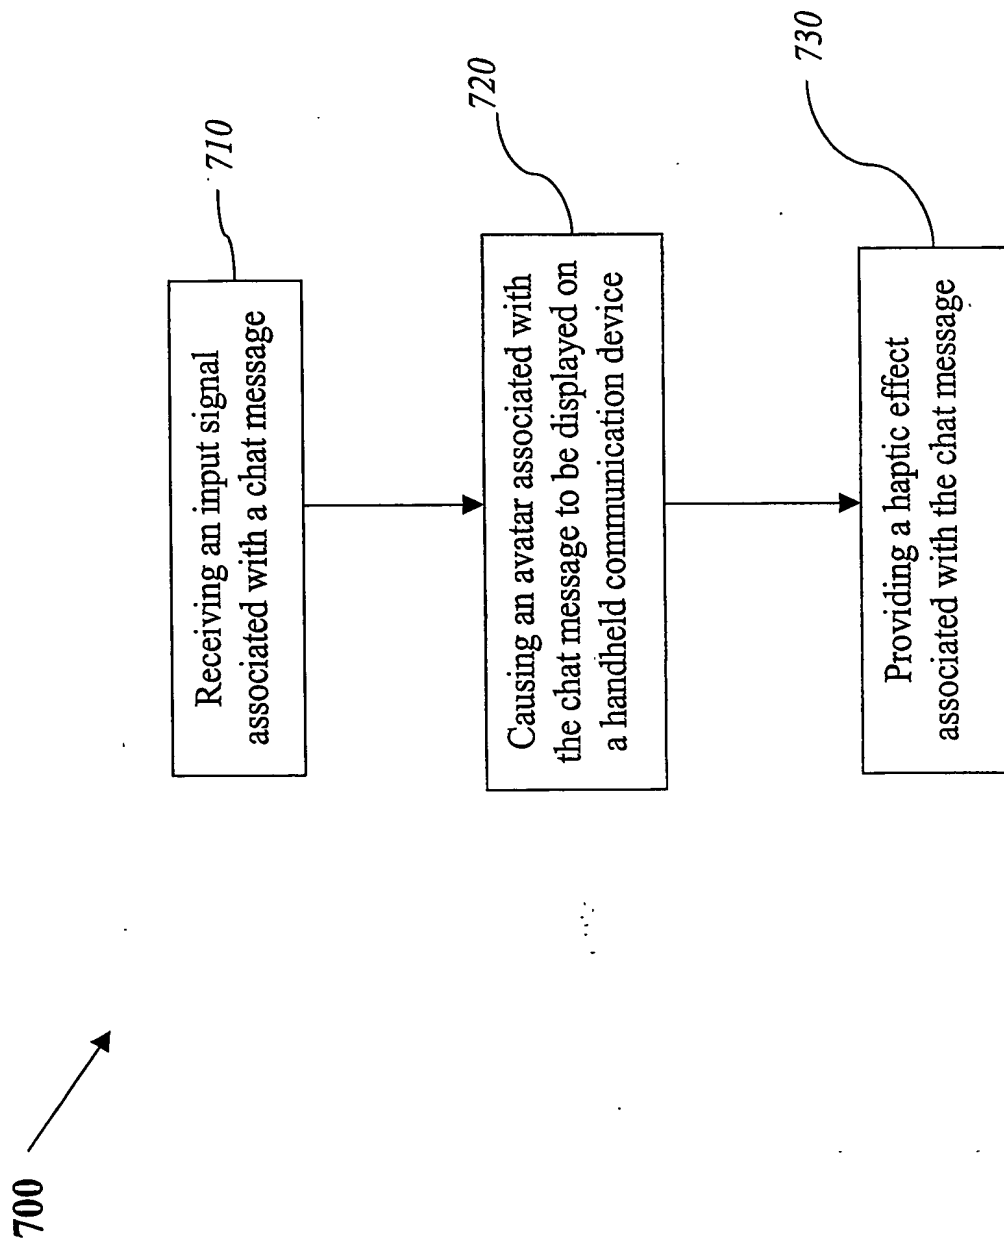 700
Receiving an input signal
associated with a chat message
710
Causing an avatar associated with
the chat message to be displayed on
a handheld communication device
720
Providing a haptic effect
associated with the chat message
730